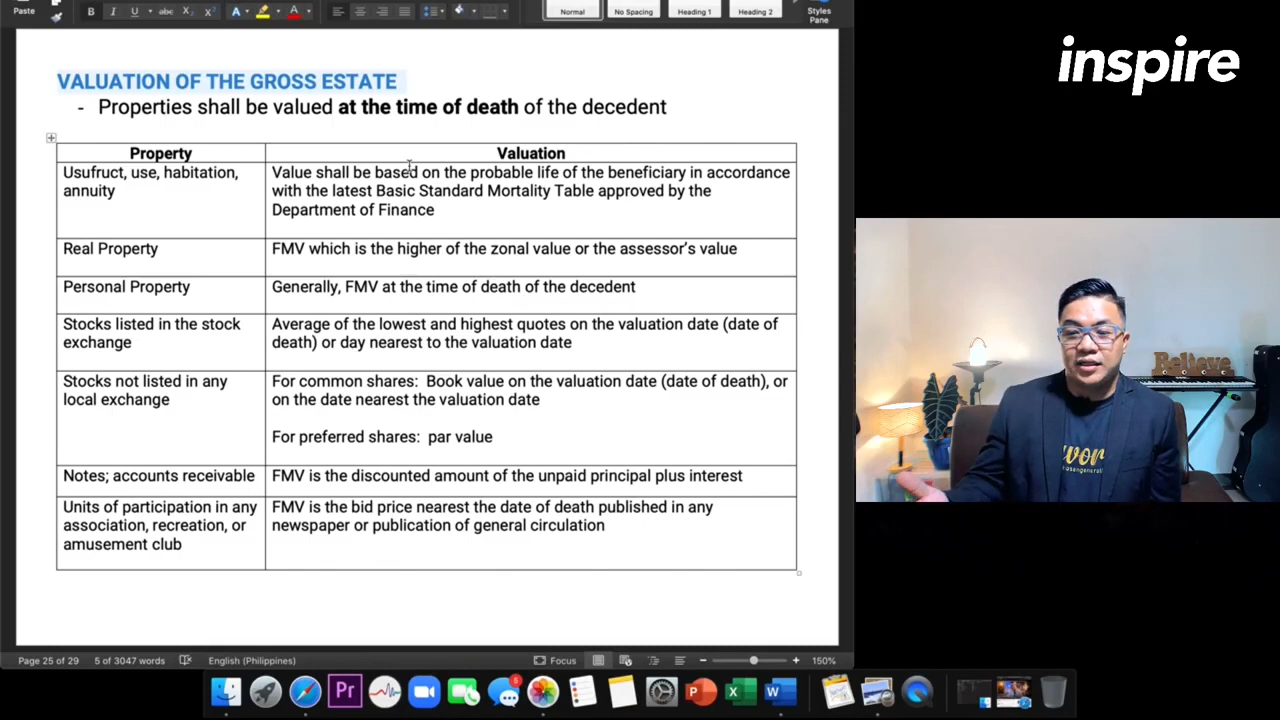 Paste
B I U abc X₂ X² A A
Normal
No Spacing
Heading 1
Heading 2
Styles
Pane
inspire
VALUATION OF THE GROSS ESTATE
- Properties shall be valued at the time of death of the decedent
Property
Valuation
Usufruct, use, habitation,
annuity
Value shall be based on the probable life of the beneficiary in accordance
with the latest Basic Standard Mortality Table approved by the
Department of Finance
Real Property
FMV which is the higher of the zonal value or the assessor's value
Personal Property
Generally, FMV at the time of death of the decedent
Stocks listed in the stock
exchange
Average of the lowest and highest quotes on the valuation date (date of
death) or day nearest to the valuation date
Stocks not listed in any
local exchange
For common shares: Book value on the valuation date (date of death), or
on the date nearest the valuation date
For preferred shares: par value
Notes; accounts receivable
FMV is the discounted amount of the unpaid principal plus interest
Units of participation in any
association, recreation, or
amusement club
FMV is the bid price nearest the date of death published in any
newspaper or publication of general circulation
Believe
Page 25 of 29
5 of 3047 words
English (Philippines)
Focus
150%
Pr
5
P
X
W